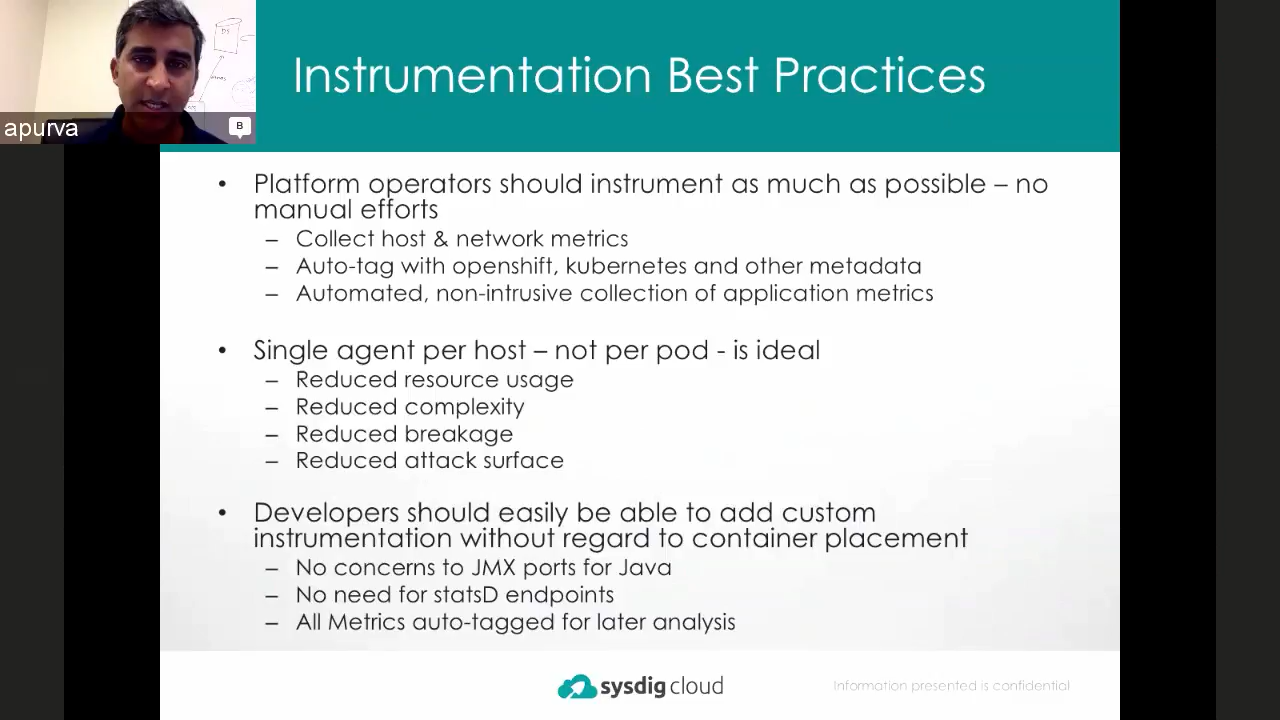 Instrumentation Best Practices
apurva
B
DS
• Platform operators should instrument as much as possible – no
manual efforts
– Collect host & network metrics
– Auto-tag with openshift, kubernetes and other metadata
– Automated, non-intrusive collection of application metrics
• Single agent per host – not per pod - is ideal
– Reduced resource usage
– Reduced complexity
– Reduced breakage
– Reduced attack surface
• Developers should easily be able to add custom
instrumentation without regard to container placement
– No concerns to JMX ports for Java
– No need for statsD endpoints
– All Metrics auto-tagged for later analysis
sysdig cloud
Information presented is confidential